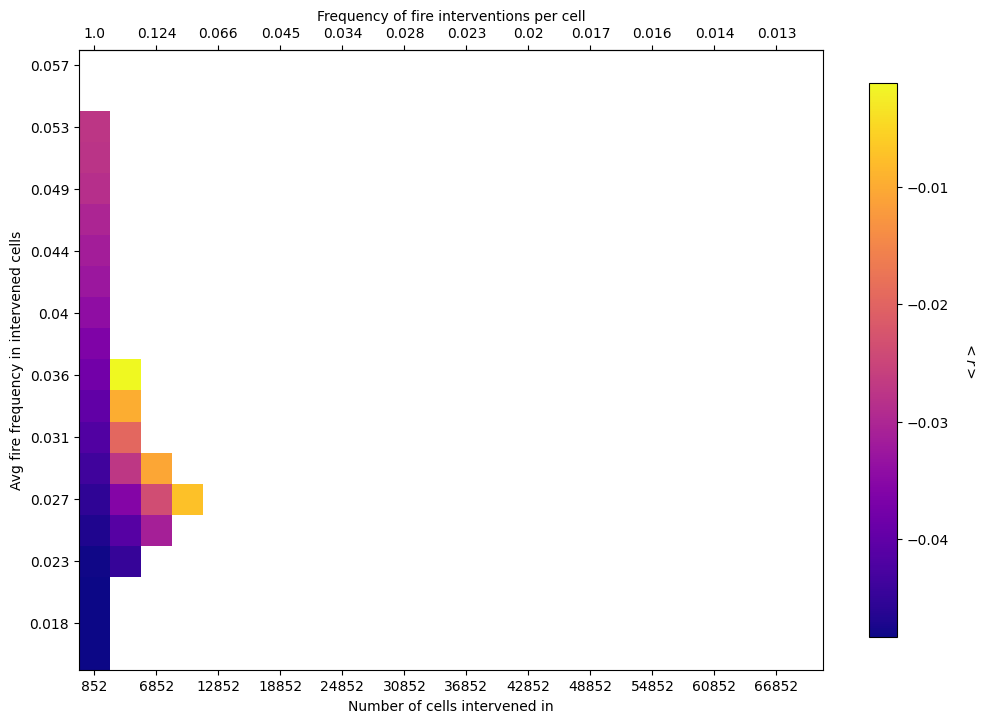 Frequency of fire interventions per cell
1.0 0.124 0.066 0.045 0.034 0.028 0.023 0.02 0.017 0.016 0.014 0.013
0.057
0.053
0.049
0.044
0.04
0.036
0.031
0.027
0.023
0.018
Avg fire frequency in intervened cells
852 6852 12852 18852 24852 30852 36852 42852 48852 54852 60852 66852
Number of cells intervened in
−0.01
−0.02
−0.03
−0.04
< r >